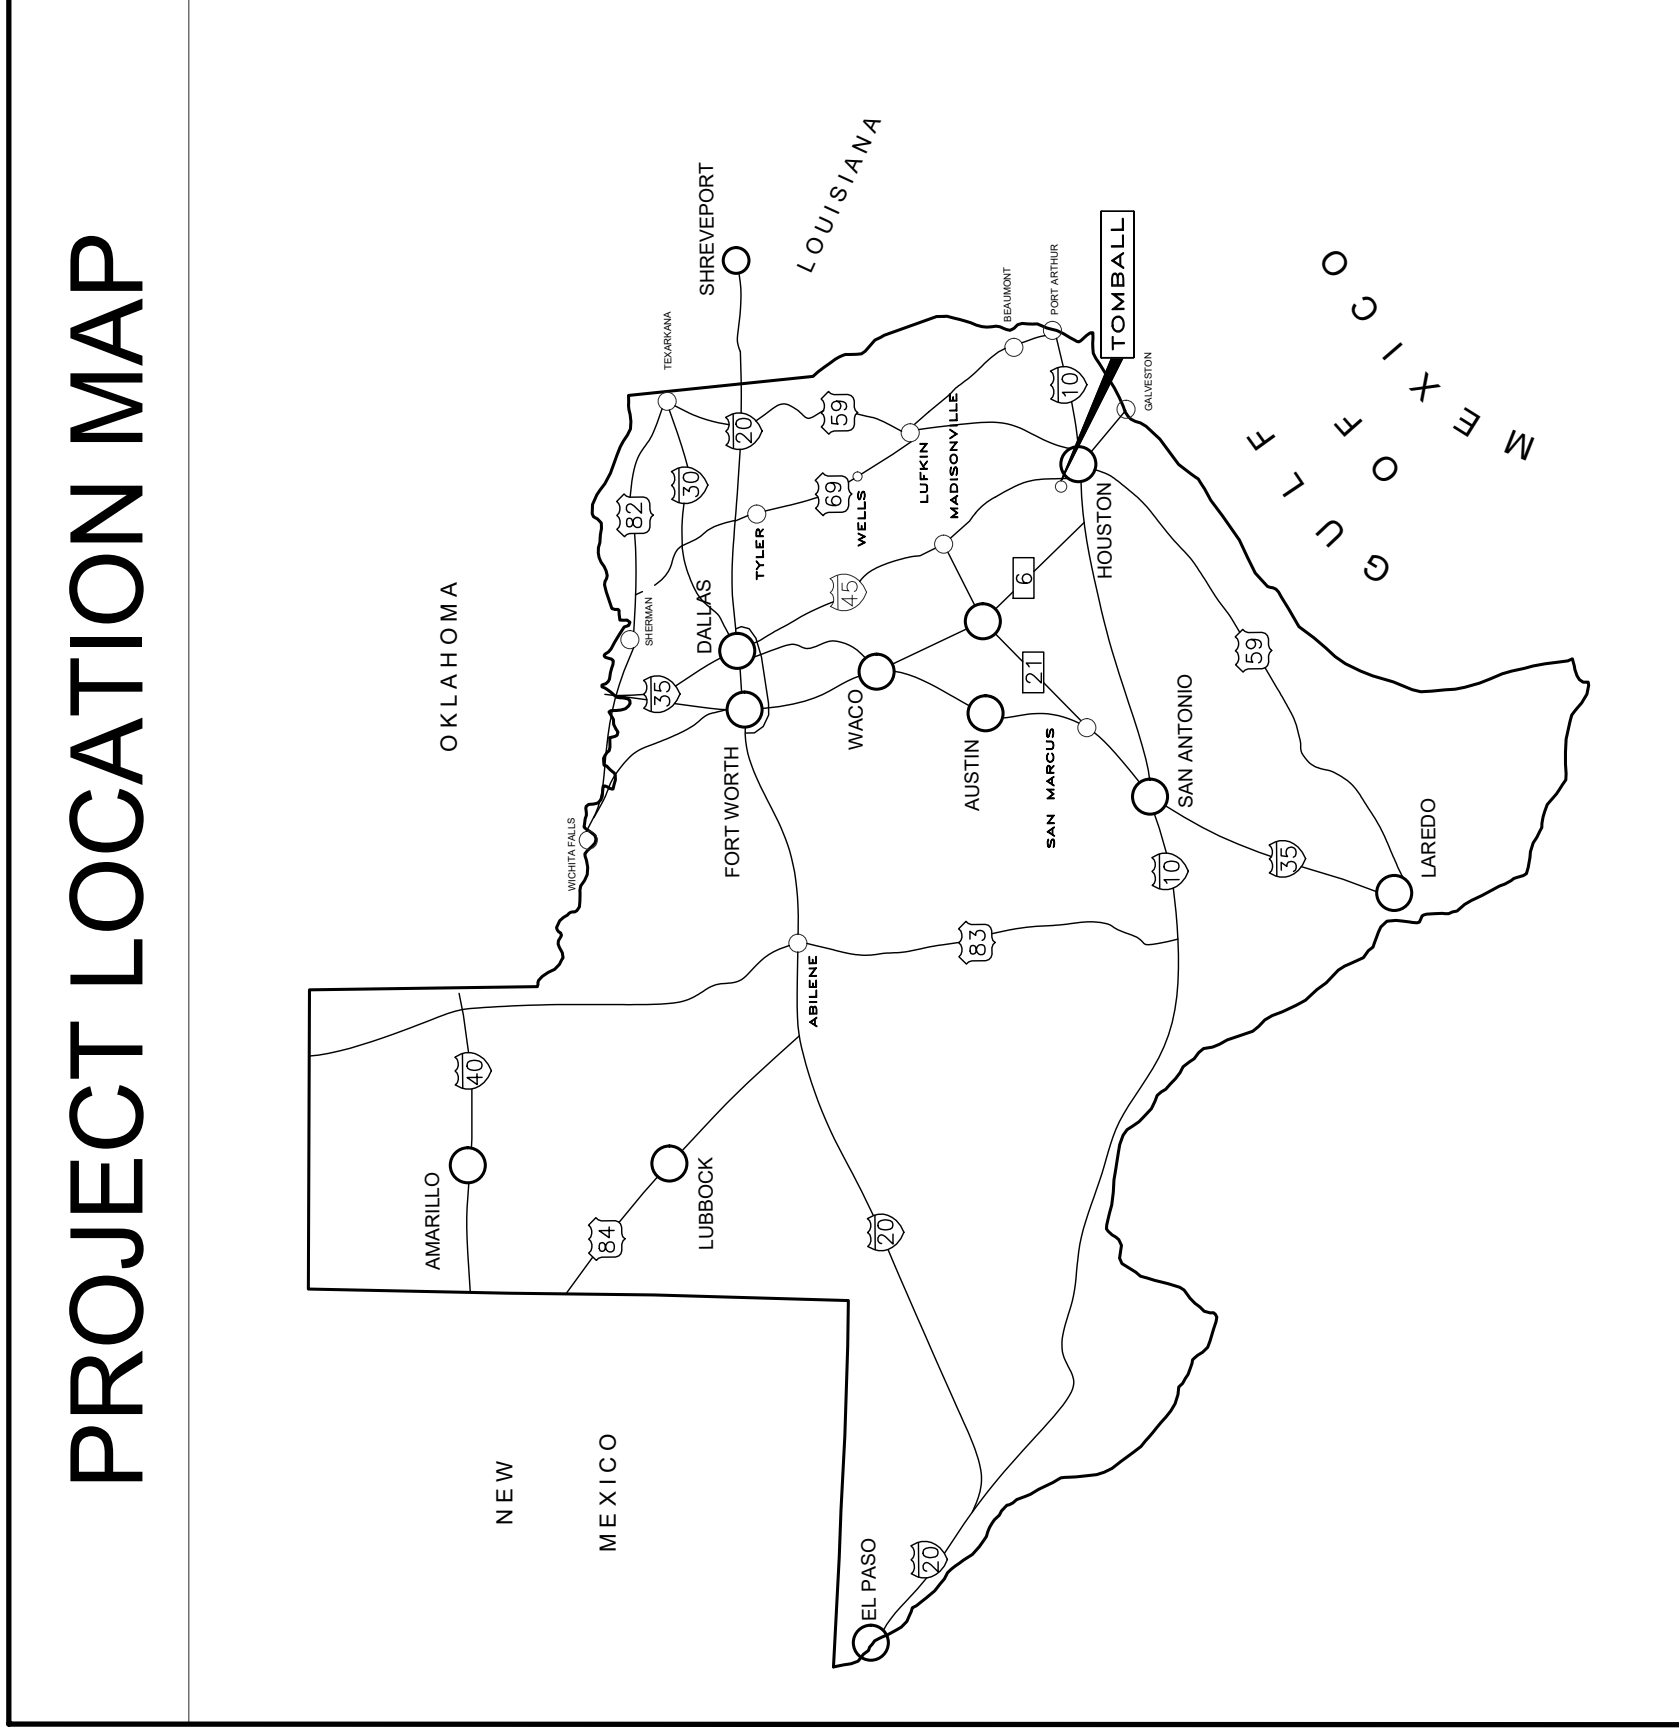 PROJECT LOCATION MAP
OKLAHOMA
NEW
MEXICO
LOUISIANA
AMARILLO
40
84
LUBBOCK
WICHITA FALLS
SHERMAN
82
TEXARKANA
SHREVEPORT
35
30
20
DALLAS
FORT WORTH
TYLER
69
59
WELLS
ABILENE
45
WACO
LUFKIN
MADISONVILLE
BEAUMONT
PORT ARTHUR
EL PASO
20
20
83
AUSTIN
6
21
SAN MARCUS
10
TOMBALL
HOUSTON
GALVESTON
10
SAN ANTONIO
59
35
LAREDO
GULF
OF
MEXICO